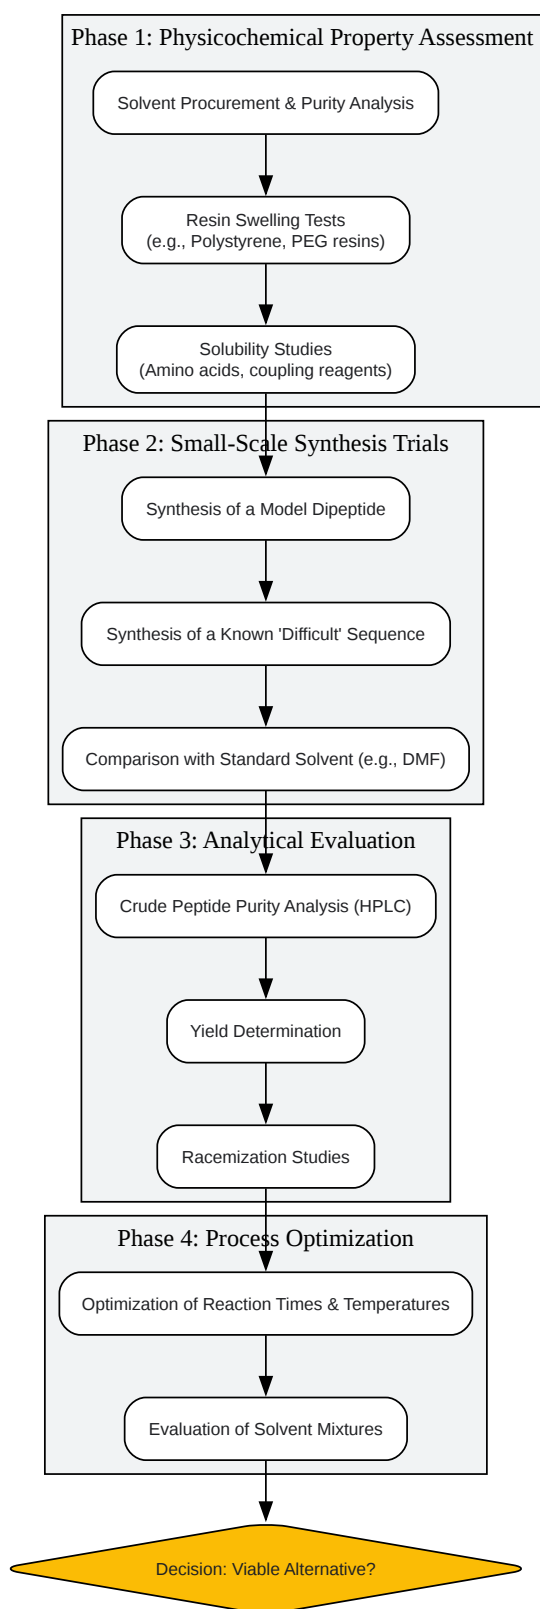 Phase 1: Physicochemical Property Assessment
Solvent Procurement & Purity Analysis
Resin Swelling Tests
(e.g., Polystyrene, PEG resins)
Solubility Studies
(Amino acids, coupling reagents)
Phase 2: Small-Scale Synthesis Trials
Synthesis of a Model Dipeptide
Synthesis of a Known 'Difficult' Sequence
Comparison with Standard Solvent (e.g., DMF)
Phase 3: Analytical Evaluation
Crude Peptide Purity Analysis (HPLC)
Yield Determination
Racemization Studies
Phase 4: Process Optimization
Optimization of Reaction Times & Temperatures
Evaluation of Solvent Mixtures
Decision: Viable Alternative?